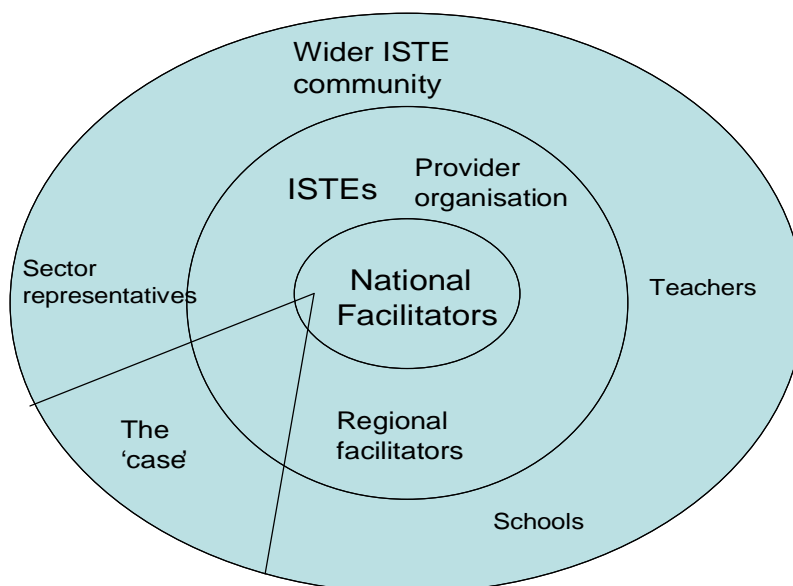 Wider ISTE
community
ISTEs
Provider
organisation
Sector
representatives
National
Facilitators
Teachers
The
‘case’
Regional
facilitators
Schools